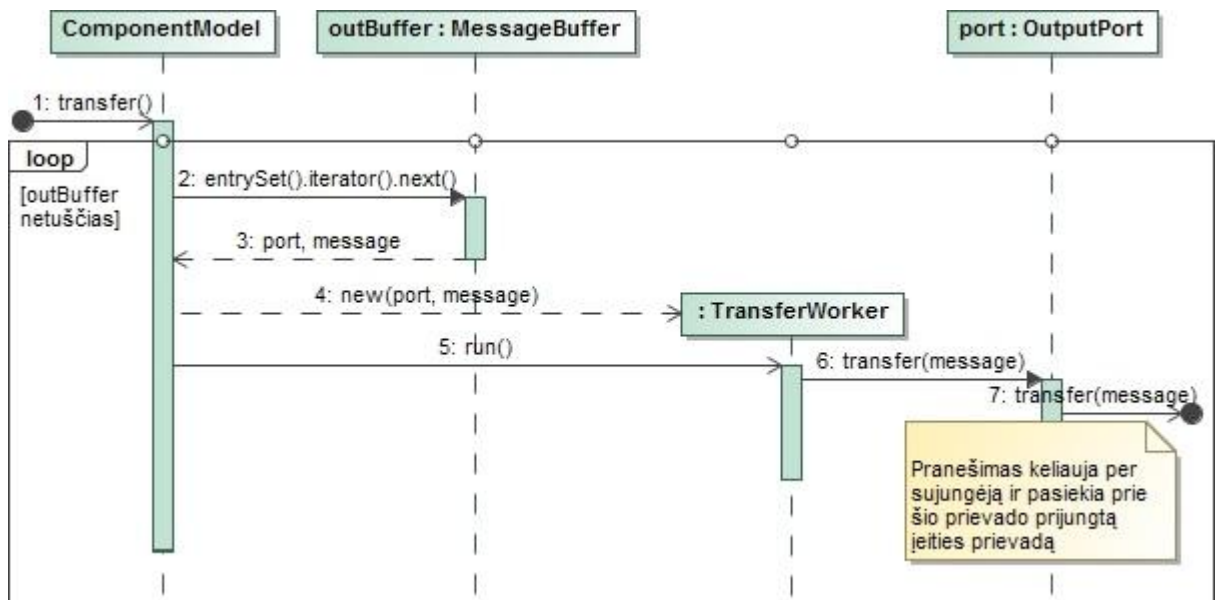 ComponentModel
outBuffer : MessageBuffer
port : OutputPort
1: transfer()
loop
[outBuffer
netuščias]
2: entrySet().iterator().next()
3: port, message
4: new(port, message)
: TransferWorker
5: run()
6: transfer(message)
7: transfer(message)
Pranešimas keliauja per
sujungėją ir pasiekia prie
šio prievado prijungtą
įeities prievadą